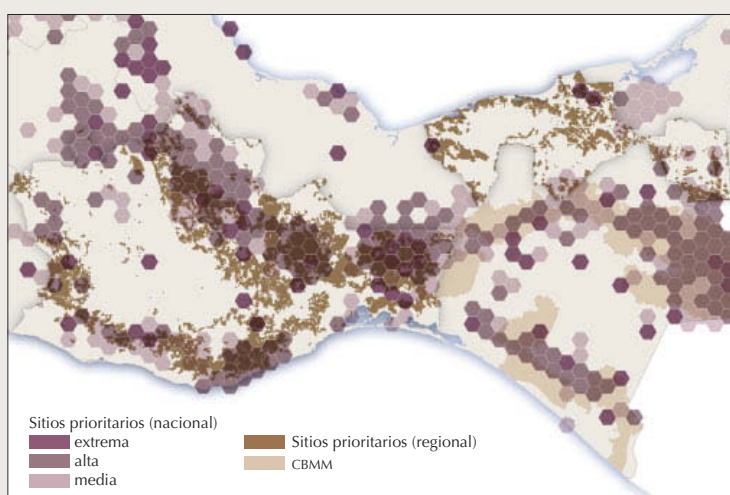 Sitios prioritarios (nacional)
extrema
alta
media
Sitios prioritarios (regional)
CBMM